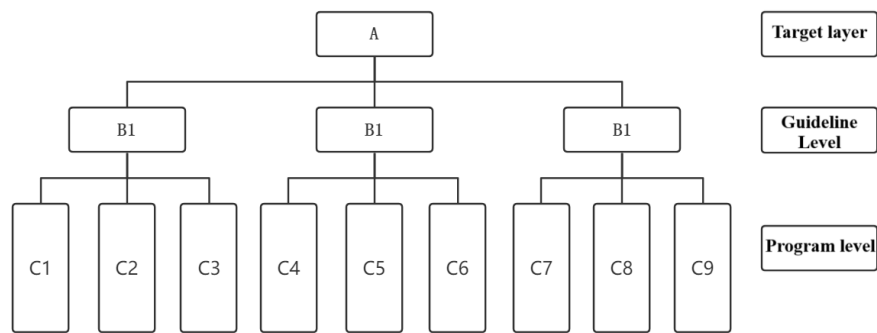 A
Target layer
B1
B1
B1
Guideline
Level
C1
C2
C3
C4
C5
C6
C7
C8
C9
Program level